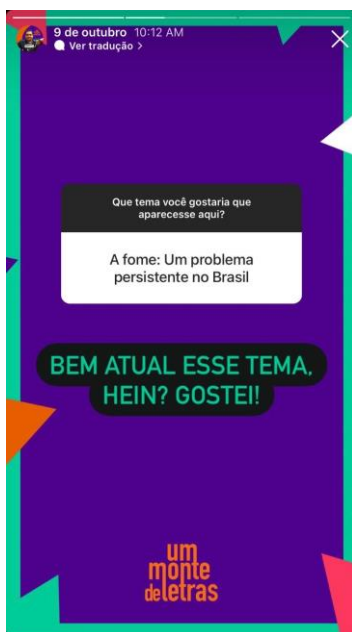 9 de outubro 10:12 AM
Ver tradução >
Que tema você gostaria que
aparecesse aqui?
A fome: Um problema
persistente no Brasil
BEM ATUAL ESSE TEMA,
HEIN? GOSTEI!
um
monte
deletras